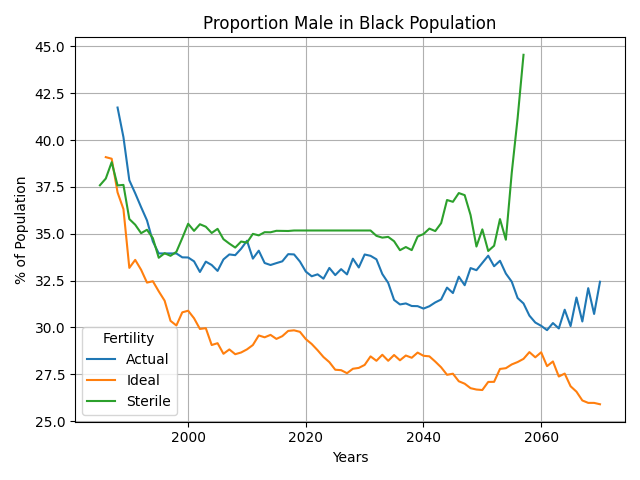 Proportion Male in Black Population
45.0
42.5
40.0
37.5
35.0
32.5
30.0
27.5
25.0
% of Population
Fertility
Actual
Ideal
Sterile
2000
2020
2040
2060
Years